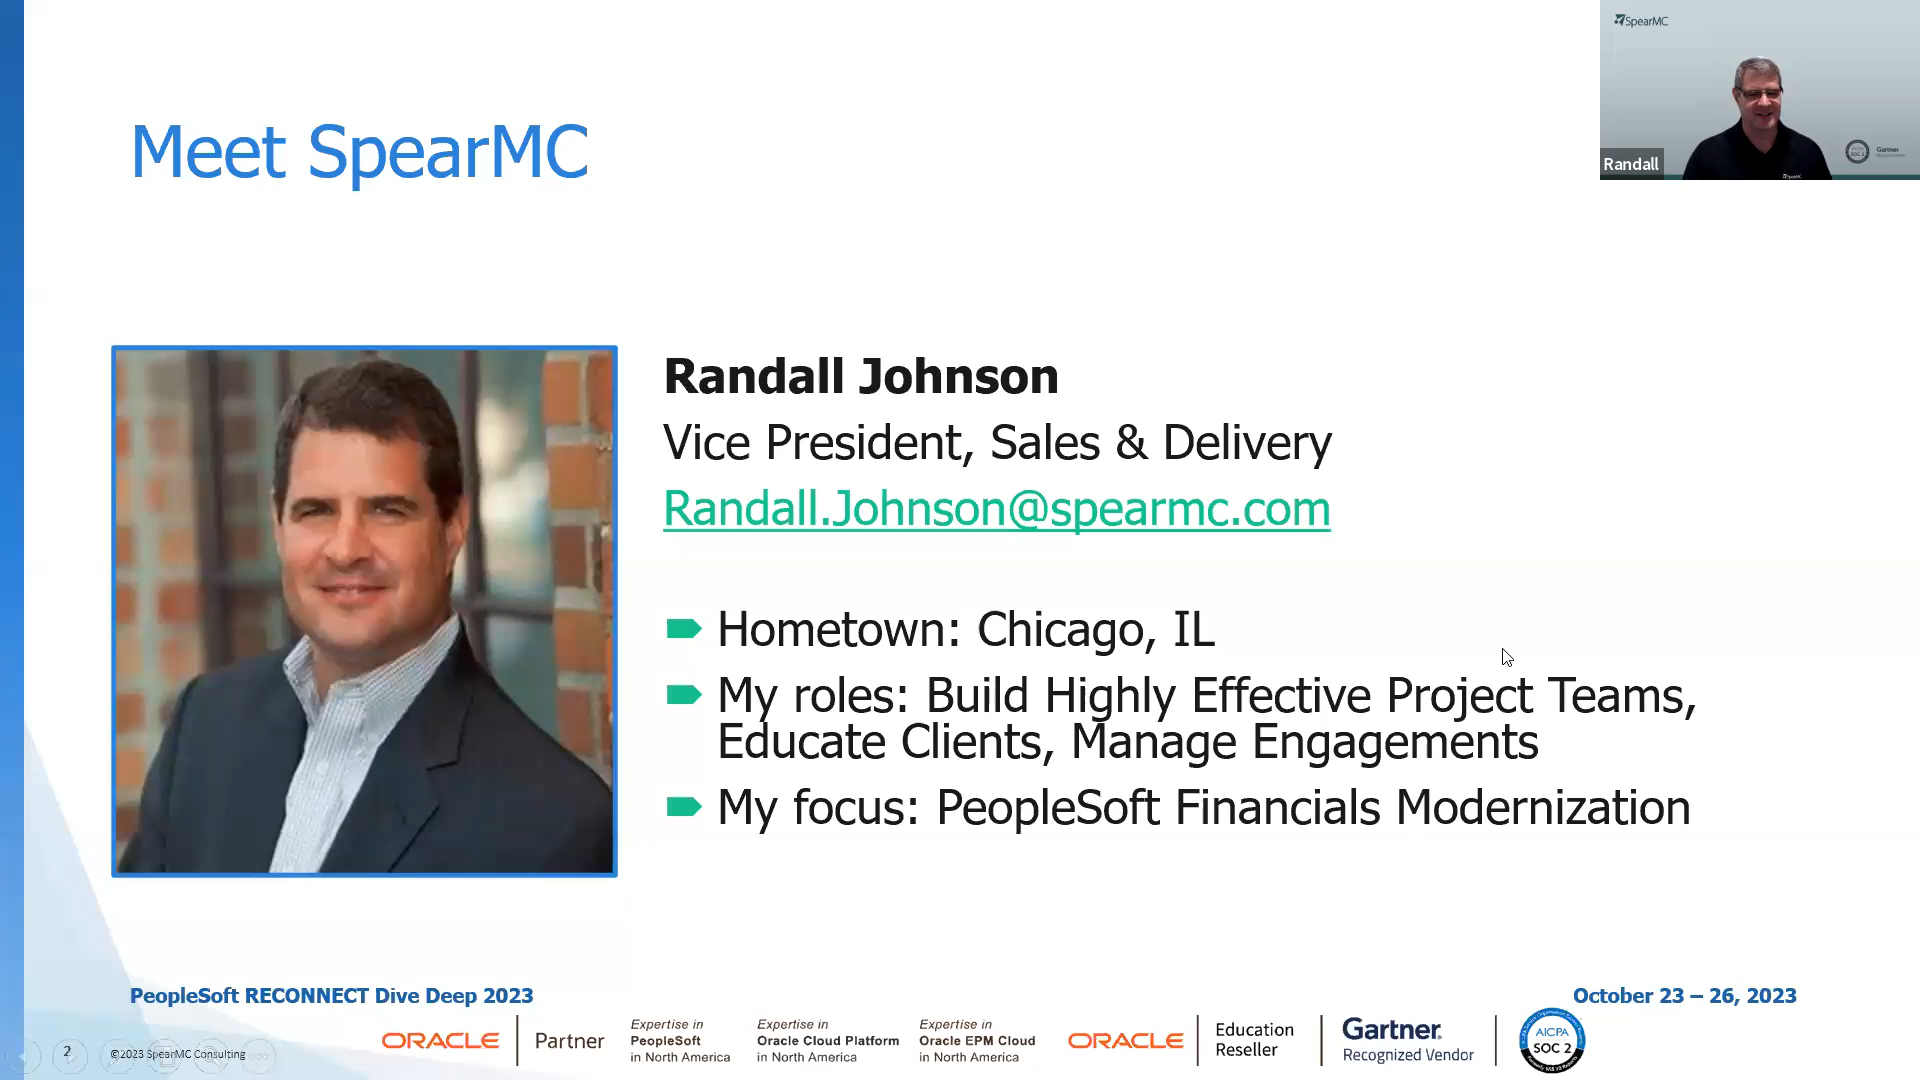 SpearMC
Randall
Meet SpearMC
Randall Johnson
Vice President, Sales & Delivery
Randall.Johnson@spearmc.com
Hometown: Chicago, IL
My roles: Build Highly Effective Project Teams,
Educate Clients, Manage Engagements
My focus: PeopleSoft Financials Modernization
PeopleSoft RECONNECT Dive Deep 2023
October 23 – 26, 2023
2
©2023 SpearMC Consulting
ORACLE
Partner
Expertise in
PeopleSoft
in North America
Expertise in
Oracle Cloud Platform
in North America
Expertise in
Oracle EPM Cloud
in North America
ORACLE
Education
Reseller
Gartner
Recognized Vendor
AICPA
SOC 2
Gartner